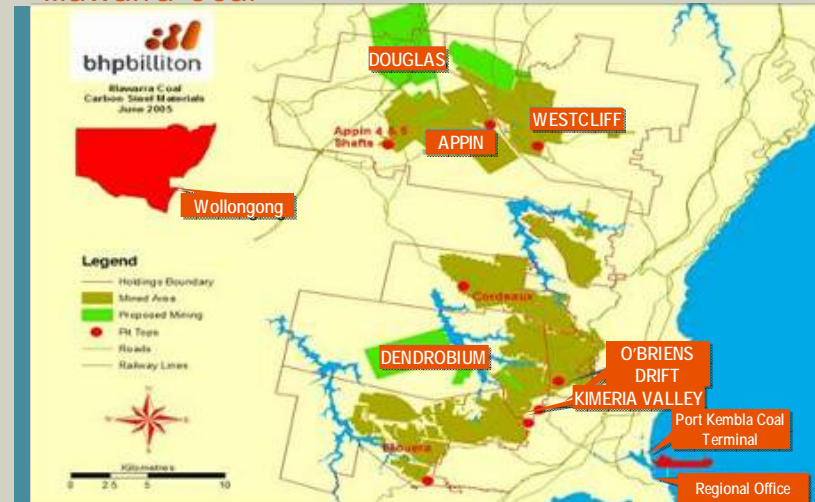 bhpbilliton
Illawarra Coal
Carbon Steel Materials
June 2005
Wollongong
DOUGLAS
WESTCLIFF
Appin 4 & 5
Shafts
APPIN
Legend
Holdings Boundary
Mined Area
Proposed Mining
Pit Tops
Roads
Railway Lines
Cordeaux
DENDROBIUM
O'BRIENS
DRIFT
KIMERIA VALLEY
Elouera
Port Kembla Coal
Terminal
Regional Office
Kilometres
0 2.5 5 10